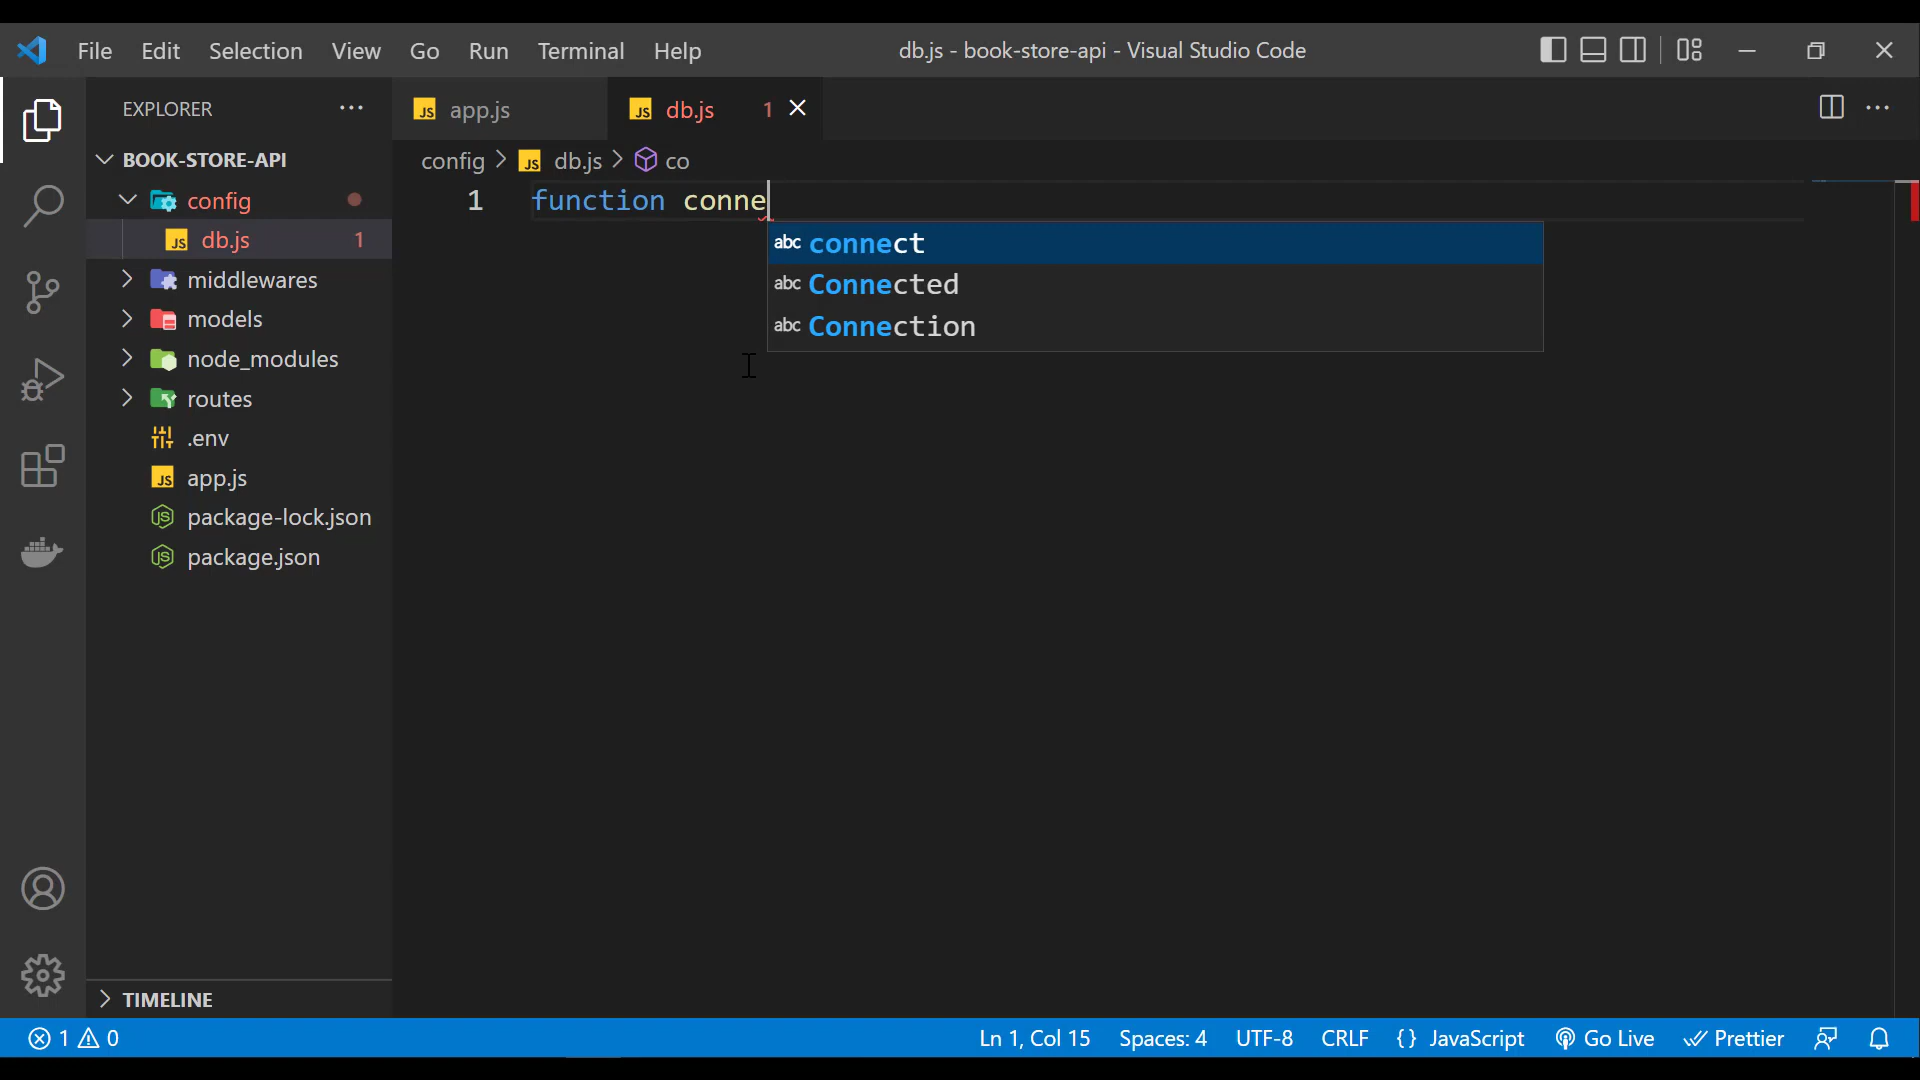 File Edit Selection View Go Run Terminal Help db.js - book-store-api - Visual Studio Code
EXPLORER
BOOK-STORE-API
config
db.js 1
middlewares
models
node_modules
routes
.env
app.js
package-lock.json
package.json
TIMELINE
app.js
db.js 1
config > db.js > co
1 function conne
abc connect
abc Connected
abc Connection
1 0 Ln 1, Col 15 Spaces: 4 UTF-8 CRLF {} JavaScript Go Live Prettier